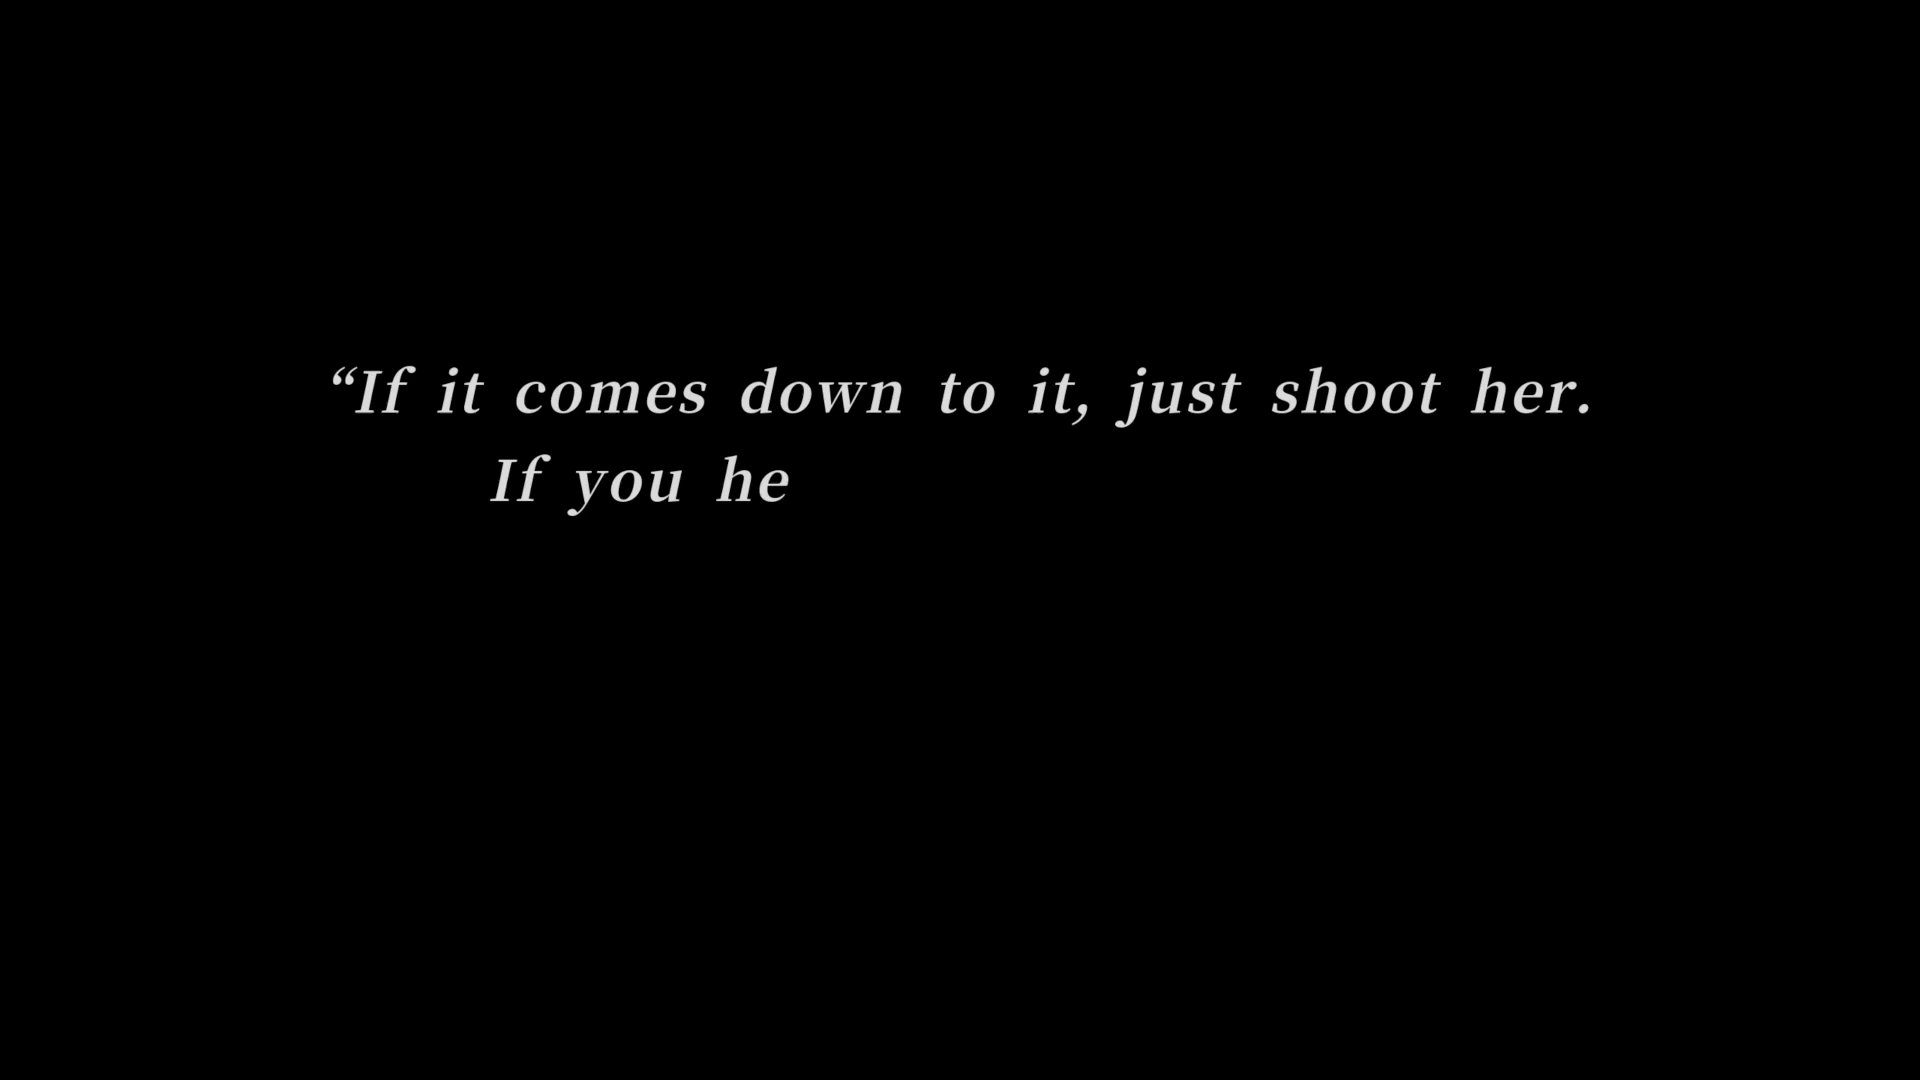 “If it comes down to it, just shoot her.
If you he